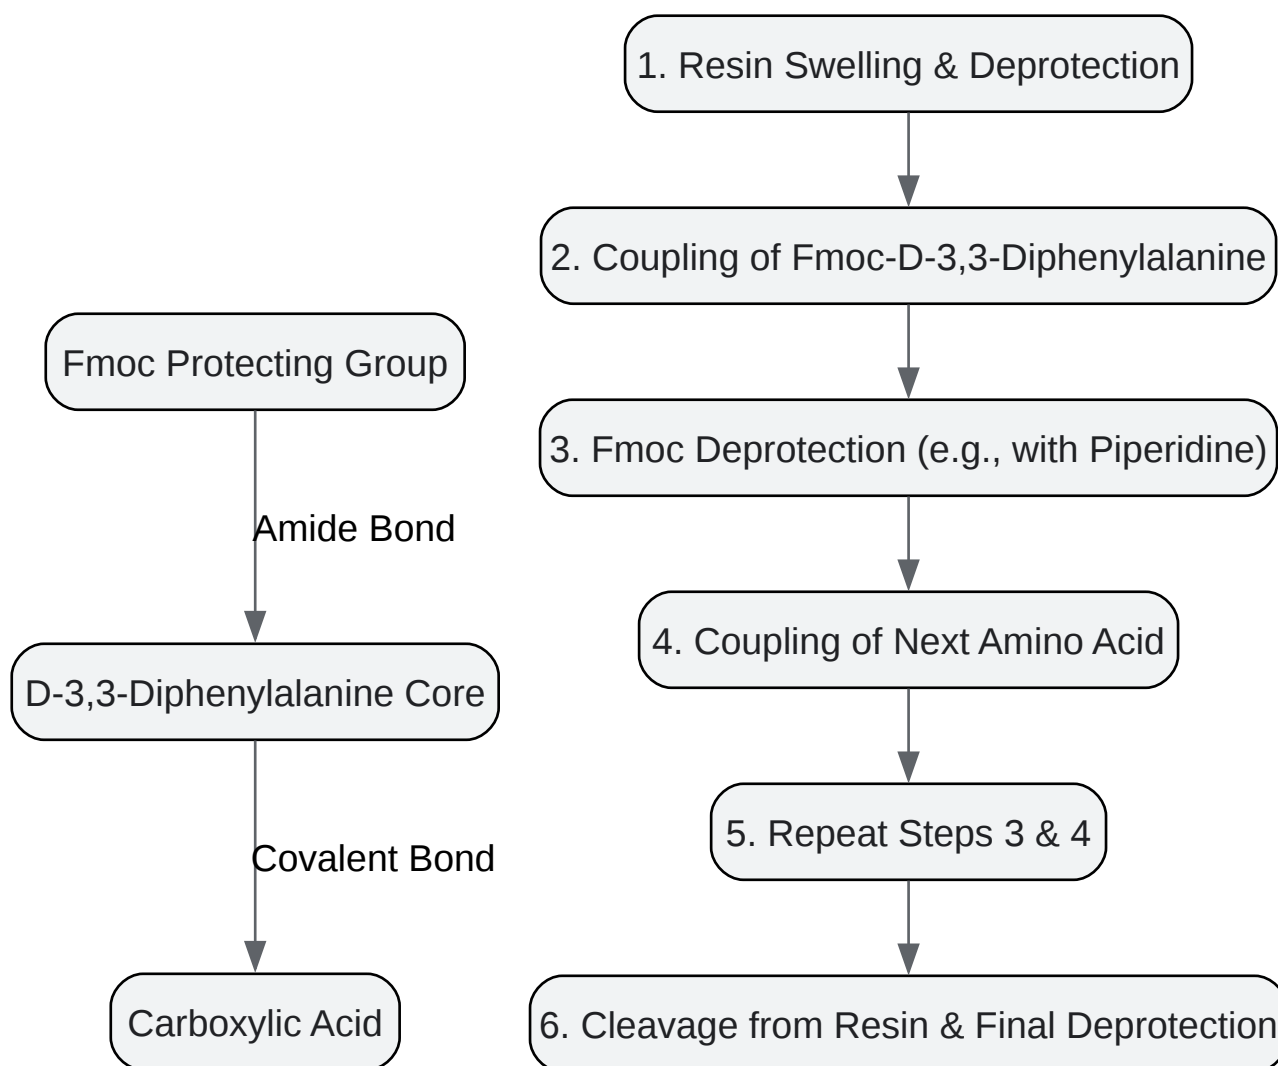 Fmoc Protecting Group
Amide Bond
D-3,3-Diphenylalanine Core
Covalent Bond
Carboxylic Acid
1. Resin Swelling & Deprotection
2. Coupling of Fmoc-D-3,3-Diphenylalanine
3. Fmoc Deprotection (e.g., with Piperidine)
4. Coupling of Next Amino Acid
5. Repeat Steps 3 & 4
6. Cleavage from Resin & Final Deprotection